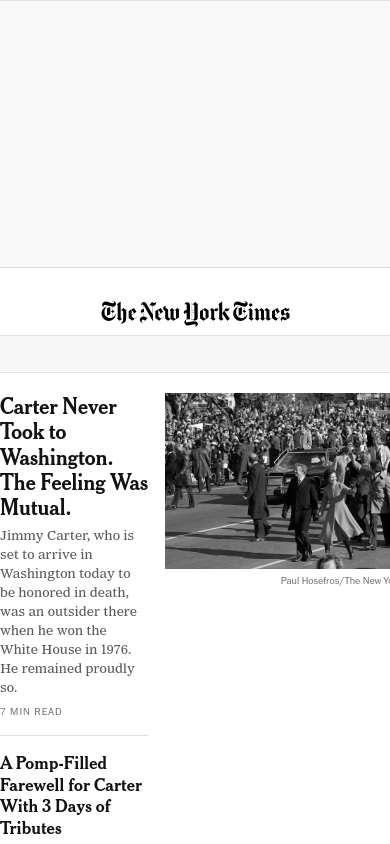 The New York Times
Carter Never
Took to
Washington.
The Feeling Was
Mutual.
Jimmy Carter, who is
set to arrive in
Washington today to
be honored in death,
was an outsider there
when he won the
White House in 1976.
He remained proudly
so.
7 MIN READ
Paul Hosefros/The New
A Pomp-Filled
Farewell for Carter
With 3 Days of
Tributes